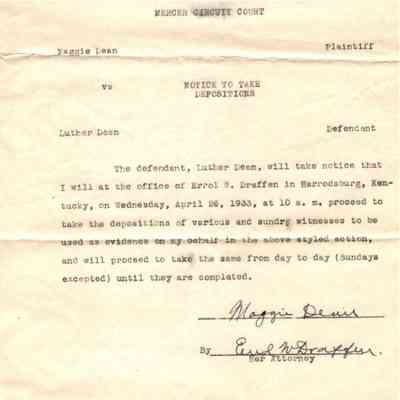 MERCER CIRCUIT COURT
Maggie Dean Plaintiff
vs NOTICE TO TAKE
DEPOSITIONS
Luther Dean Defendant
The defendant, Luther Dean, will take notice that
I will at the office of Errol W. Draffen in Harrodsburg, Ken-
tucky, on Wednesday, April 26, 1933, at 10 a. m. proceed to
take the depositions of various and sundry witnesses to be
used as evidence on my behalf in the above styled action,
and will proceed to take the same from day to day (Sundays
excepted) until they are completed.
Maggie Dean
By Errol W Draffen.
Her Attorney